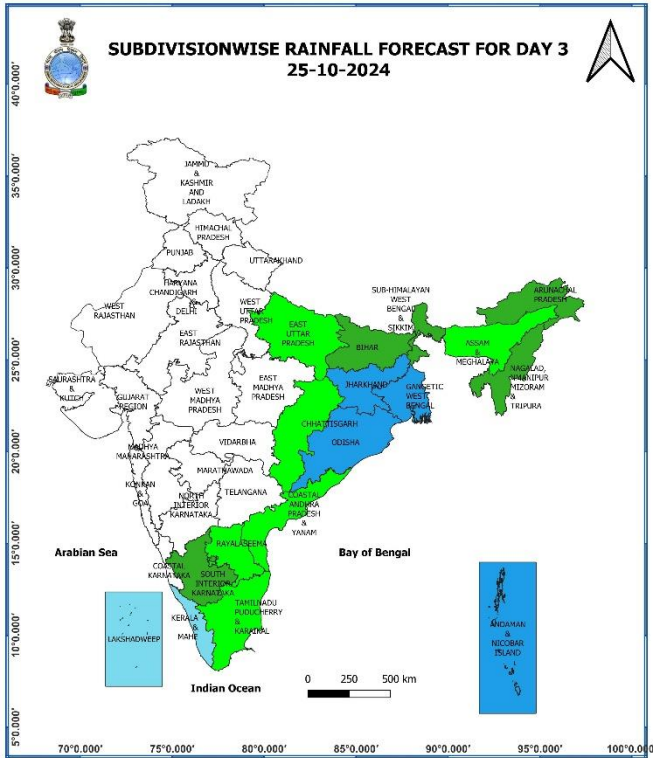 SUBDIVISIONWISE RAINFALL FORECAST FOR DAY 3
25-10-2024
40°0.000'
35°0.000'
30°0.000'
25°0.000'
20°0.000'
15°0.000'
10°0.000'
5°0.000'
JAMMU
&
KASHMIR
AND
LADAKH
HIMACHAL
PRADESH
PUNJAB
UTTARAKHAND
HARYANA
CHANDIGARH
&
DELHI
WEST
RAJASTHAN
WEST
UTTAR
PRADESH
EAST
UTTAR
PRADESH
SUB-HIMALAYAN
WEST
BENGAL
&
SIKKIM
ARUNACHAL
PRADESH
EAST
RAJASTHAN
BIHAR
ASSAM
&
MEGHALAYA
NAGALAD,
MANIPUR
MIZORAM
&
TRIPURA
SAURASHTRA
&
KUTCH
GUJARAT
REGION
WEST
MADHYA
PRADESH
EAST
MADHYA
PRADESH
JHARKHAND
GANGETIC
WEST
BENGAL
CHHATTISGARH
ODISHA
VIDARBHA
MADHYA
MAHARASHTRA
MARATHAWADA
KONKAN
&
GOA
NORTH
INTERIOR
KARNATAKA
TELANGANA
COASTAL
ANDHRA
PRADESH
&
YANAM
RAYALASEEMA
Arabian Sea
Bay of Bengal
COASTAL
KARNATAKA
SOUTH
INTERIOR
KARNATAKA
TAMILNADU
PUDUCHERRY
&
KARAIKAL
KERALA
&
MAHE
LAKSHADWEEP
ANDAMAN
&
NICOBAR
ISLAND
Indian Ocean
0 250 500 km
70°0.000' 75°0.000' 80°0.000' 85°0.000' 90°0.000' 95°0.000' 100°0.000'